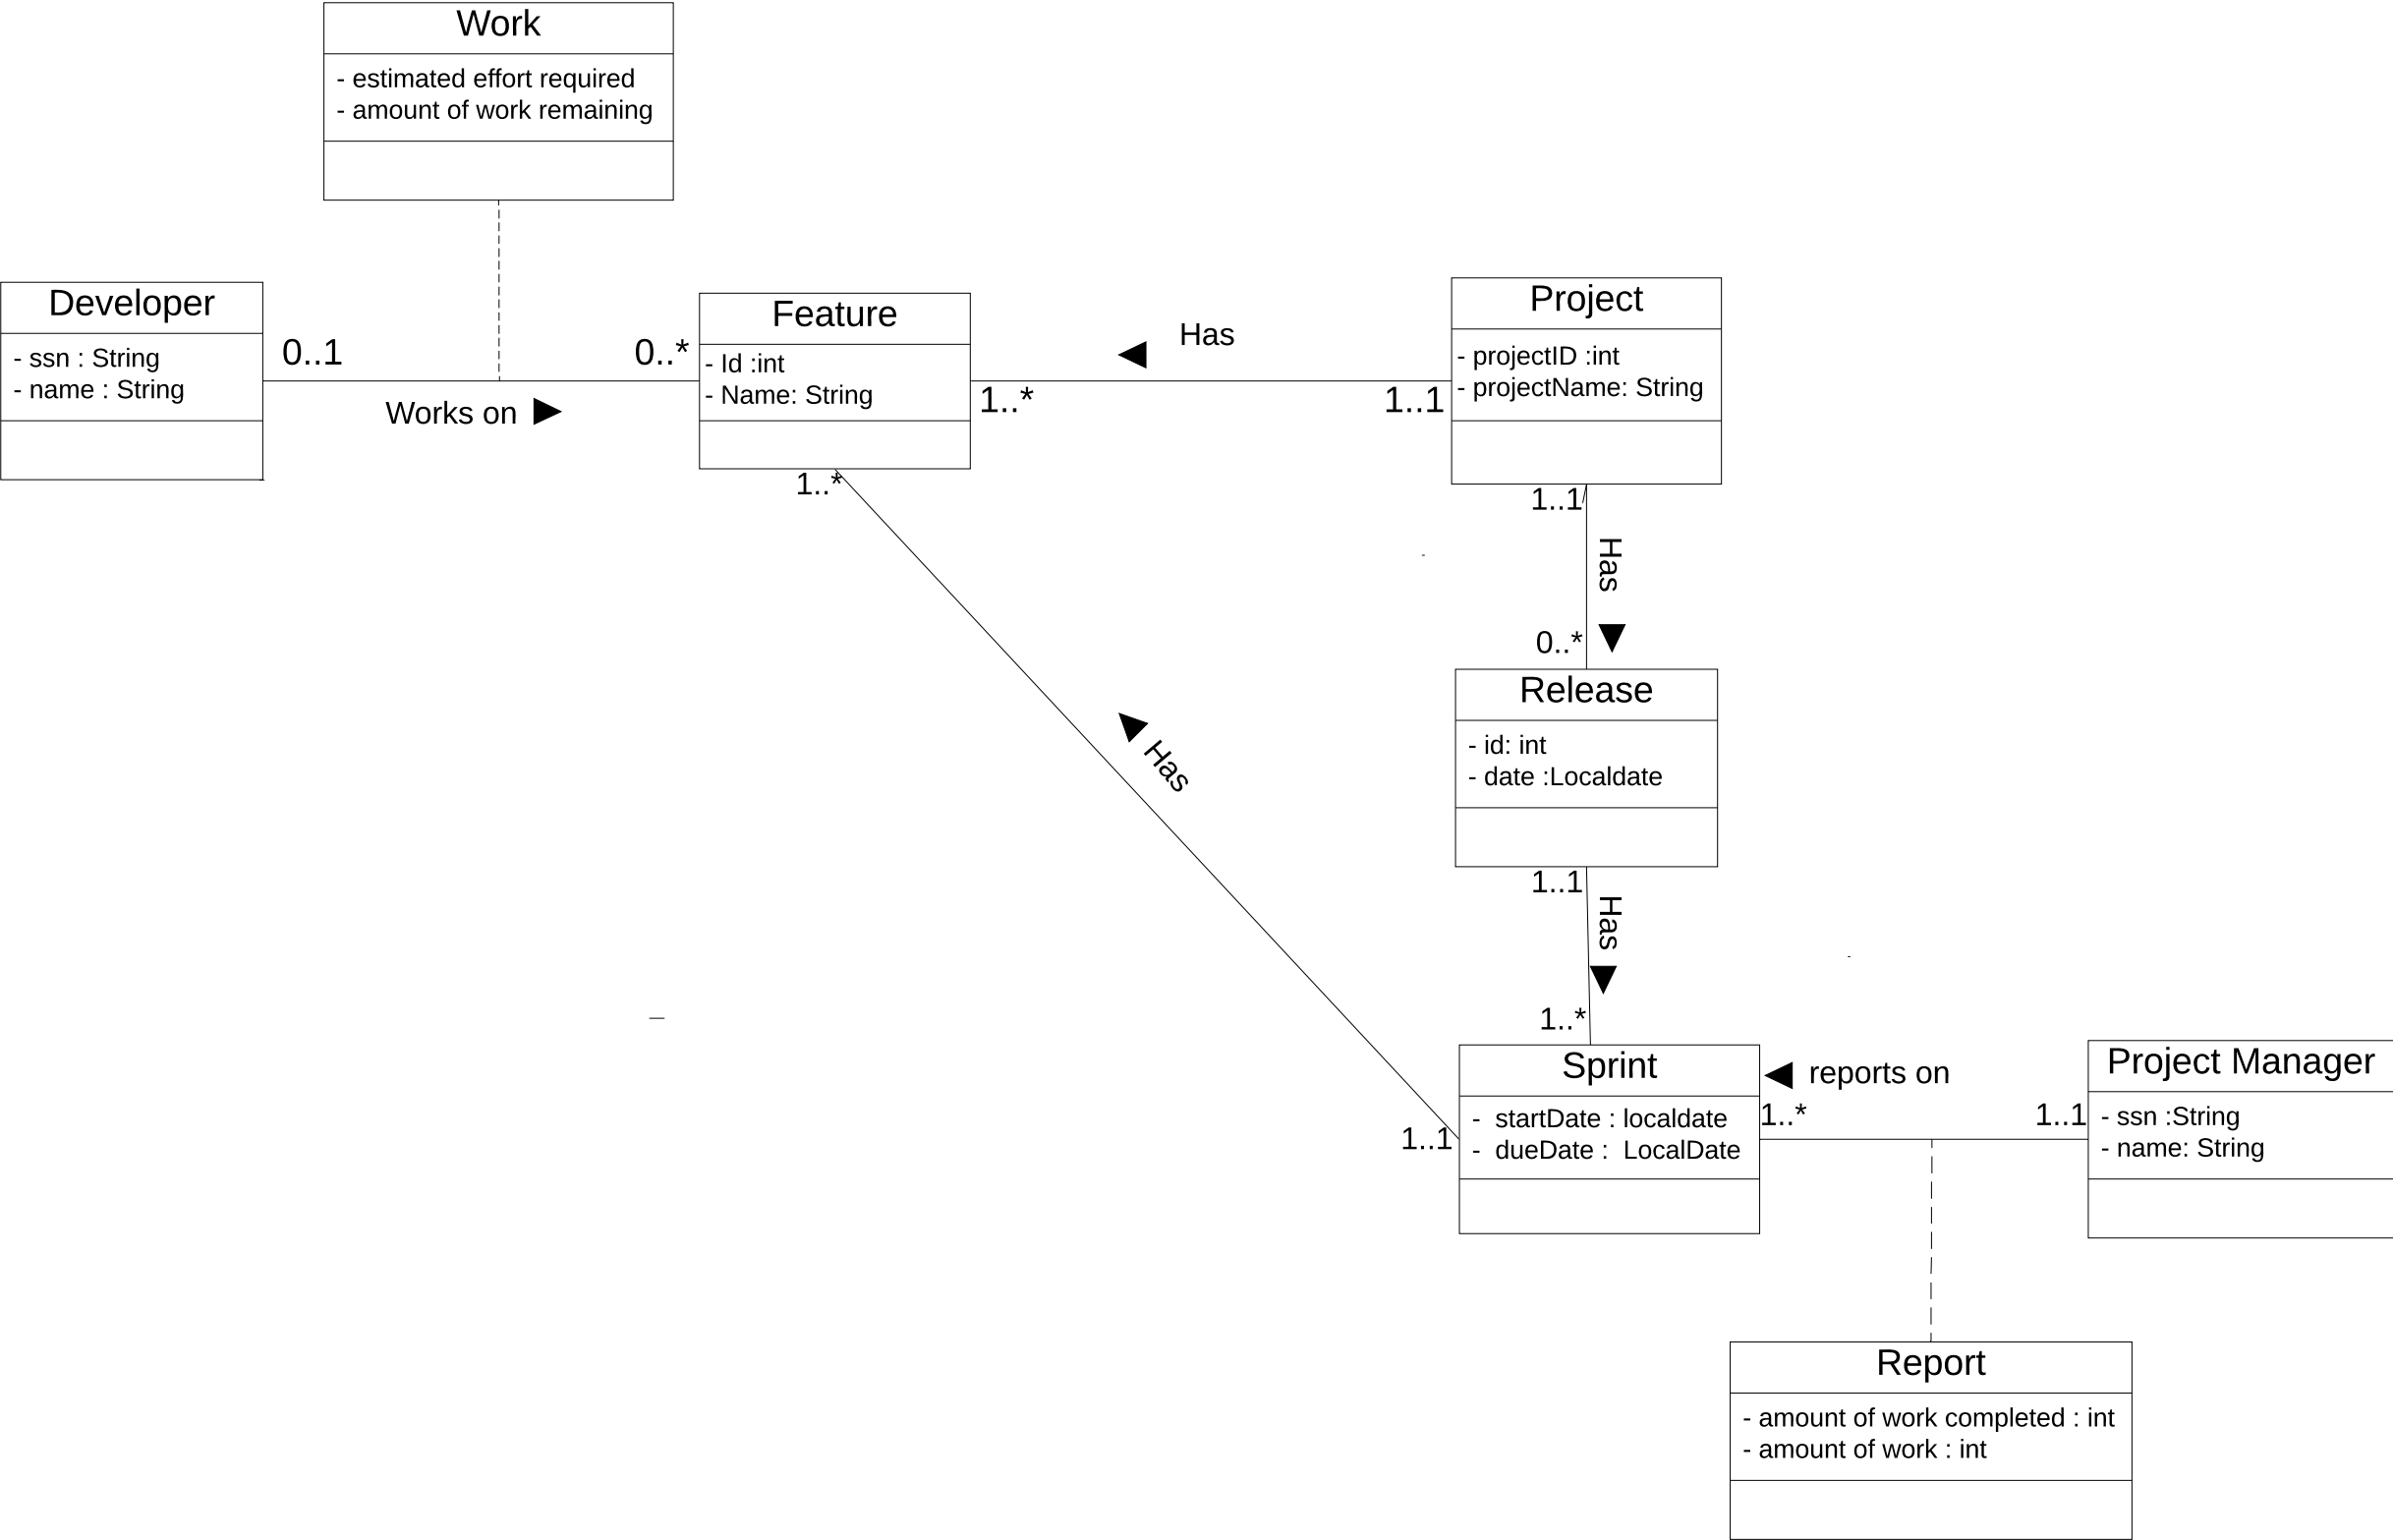 Work
- estimated effort required
- amount of work remaining
Developer
- ssn : String
- name : String
0..1
0..*
Works on
Feature
- Id :int
- Name: String
Has
1..*
1..1
Project
- projectID :int
- projectName: String
1..*
1..1
Has
0..*
Release
- id: int
- date :Localdate
Has
1..1
Has
1..*
Sprint
- startDate : localdate
- dueDate : LocalDate
1..1
reports on
1..*
1..1
Project Manager
- ssn :String
- name: String
Report
- amount of work completed : int
- amount of work : int